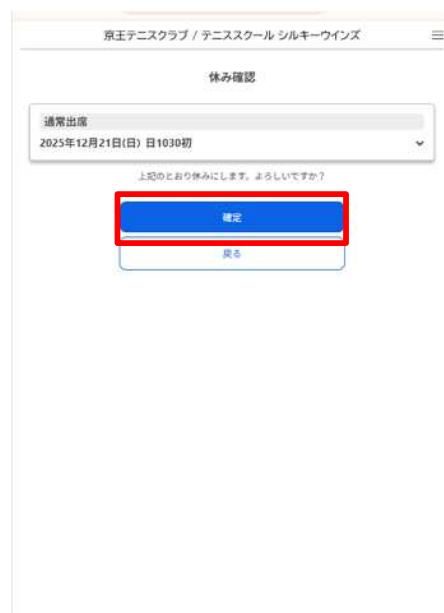 京王テニスクラブ / テニススクール シルキーウインズ
休み確認
通常出席
2025年12月21日(日) 日1030初
上記のとおり休みにします。よろしいですか?
確定
戻る